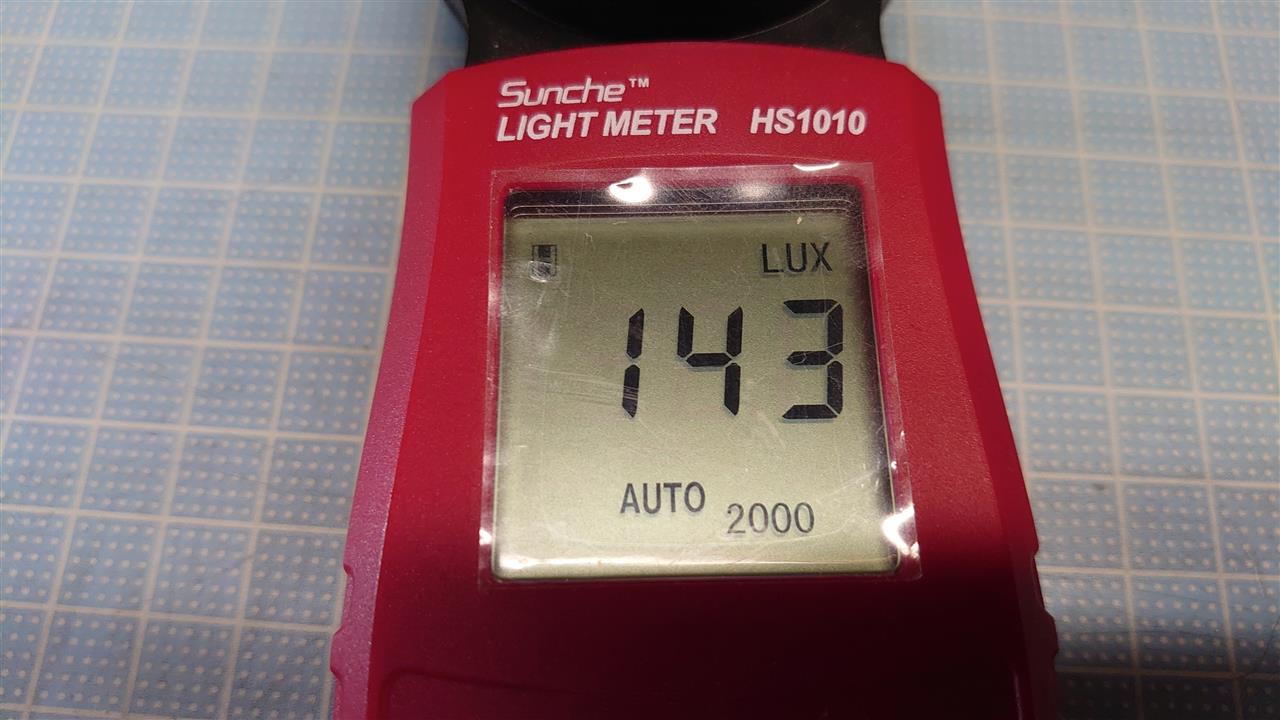 Sunche™
LIGHT METER HS1010
LUX
143
AUTO 2000